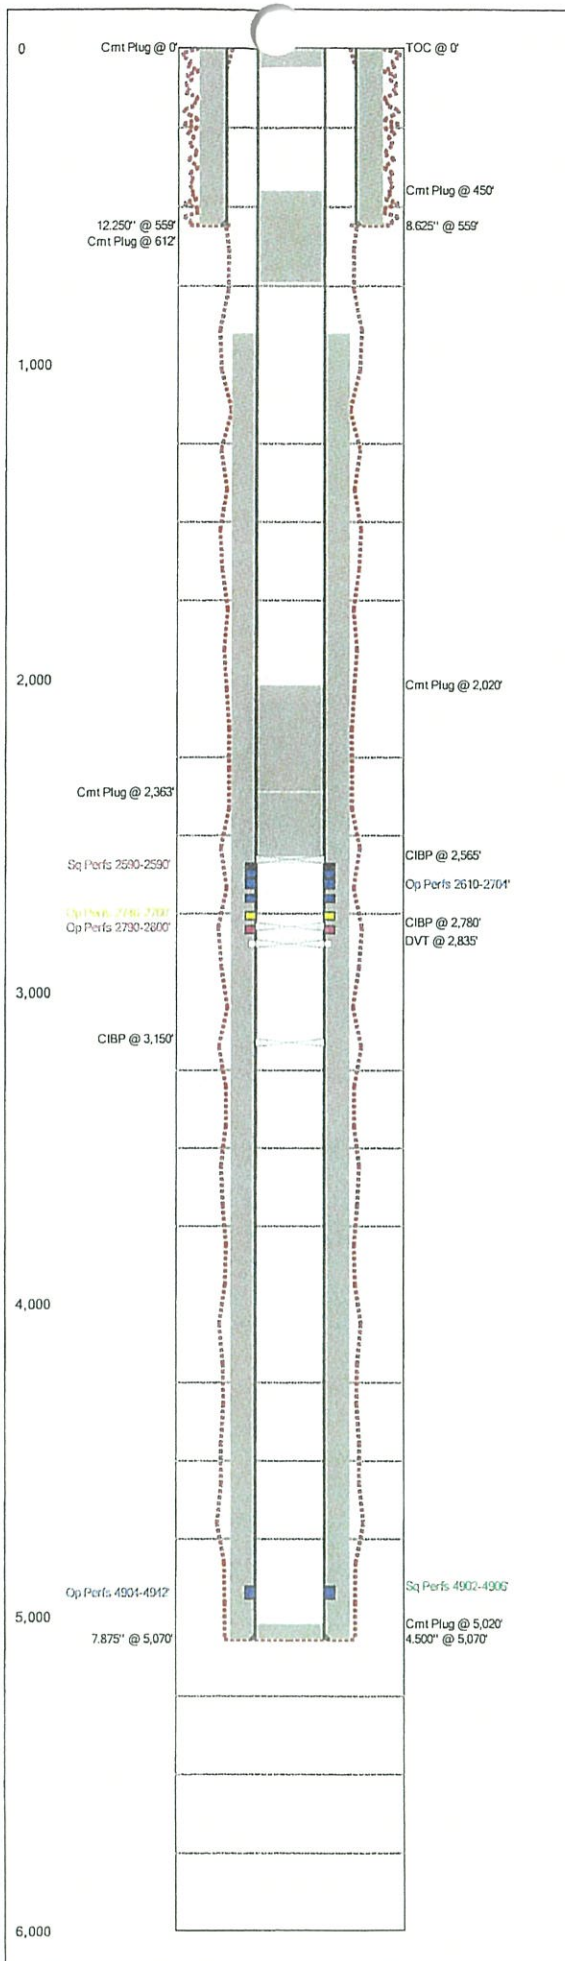 0
Cmt Plug @ 0'
TOC @ 0'
Cmt Plug @ 450'
12.250" @ 559'
8.625" @ 559'
Cmt Plug @ 612'
1,000
2,000
Cmt Plug @ 2,020'
Cmt Plug @ 2,363'
CIBP @ 2,565'
Sq Perfs 2590-2590'
Op Perfs 2610-2704'
Op Perfs
CIBP @ 2,780'
Op Perfs 2790-2800'
DVT @ 2,835'
3,000
CIBP @ 3,150'
4,000
Op Perfs 4904-4942'
Sq Perfs 4902-4906'
5,000
Cmt Plug @ 5,020'
7.875" @ 5,070'
4.500" @ 5,070'
6,000